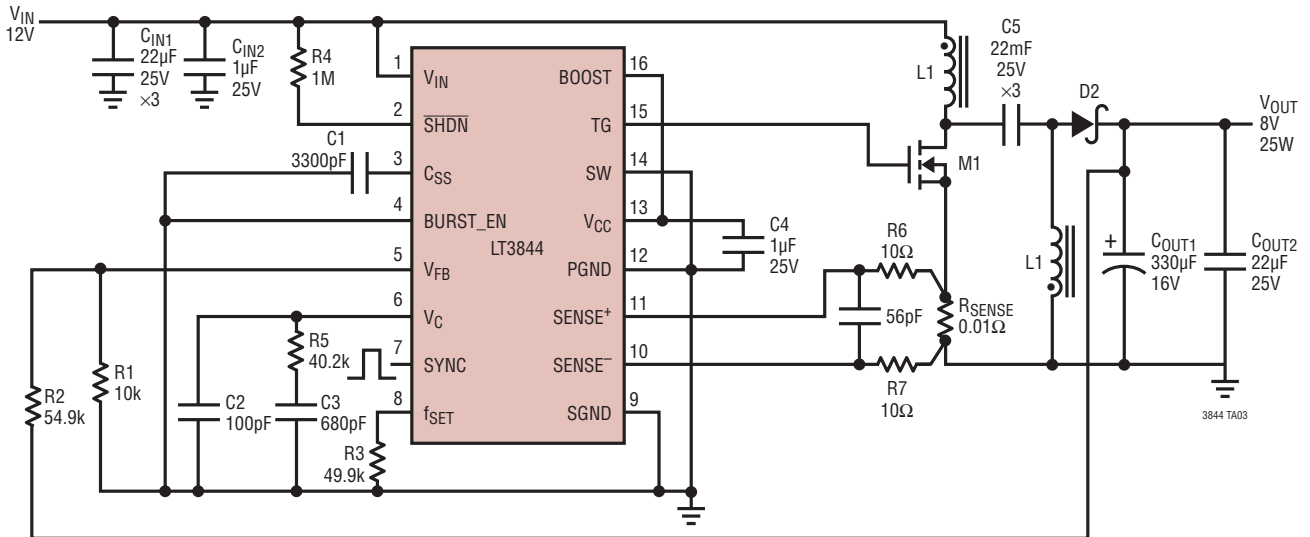 VIN
12V
CIN1
22µF
25V
×3
CIN2
1µF
25V
R4
1M
C1
3300pF
1
VIN
2
SHDN
3
CSS
4
BURST_EN
5
VFB
6
VC
7
SYNC
8
fSET
LT3844
16
BOOST
15
TG
14
SW
13
VCC
12
PGND
11
SENSE+
10
SENSE–
9
SGND
R2
54.9k
R1
10k
C2
100pF
R5
40.2k
C3
680pF
R3
49.9k
C4
1µF
25V
R6
10Ω
56pF
R7
10Ω
RSENSE
0.01Ω
M1
L1
C5
22mF
25V
×3
D2
L1
VOUT
8V
25W
+
COUT1
330µF
16V
COUT2
22µF
25V
3844 TA03